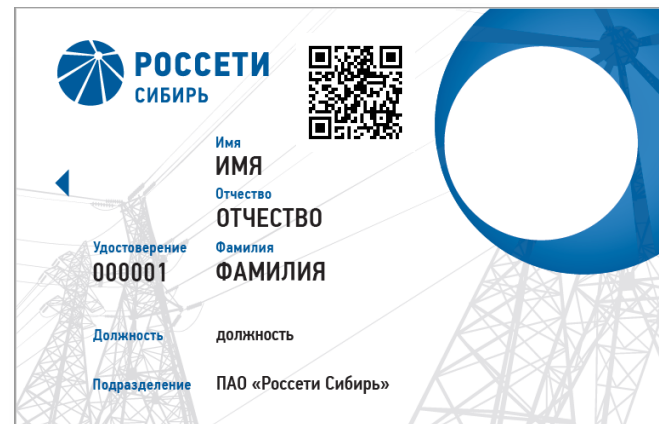 РОССЕТИ
СИБИРЬ
Имя
ИМЯ
Отчество
ОТЧЕСТВО
Удостоверение
000001
Фамилия
ФАМИЛИЯ
Должность должность
Подразделение ПАО «Россети Сибирь»